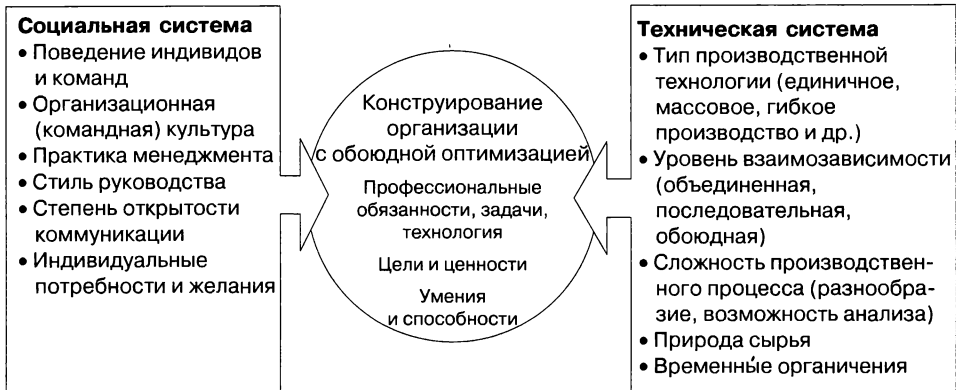 Социальная система
• Поведение индивидов
и команд
• Организационная
(командная) культура
• Практика менеджмента
• Стиль руководства
• Степень открытости
коммуникации
• Индивидуальные
потребности и желания
Конструирование
организации
с обоюдной оптимизацией
Профессиональные
обязанности, задачи,
технология
Цели и ценности
Умения
и способности
Техническая система
• Тип производственной
технологии (единичное,
массовое, гибкое
производство и др.)
• Уровень взаимозависимости
(объединенная,
последовательная,
обоюдная)
• Сложность производствен-
ного процесса (разнообра-
зие, возможность анализа)
• Природа сырья
• Временные органичения